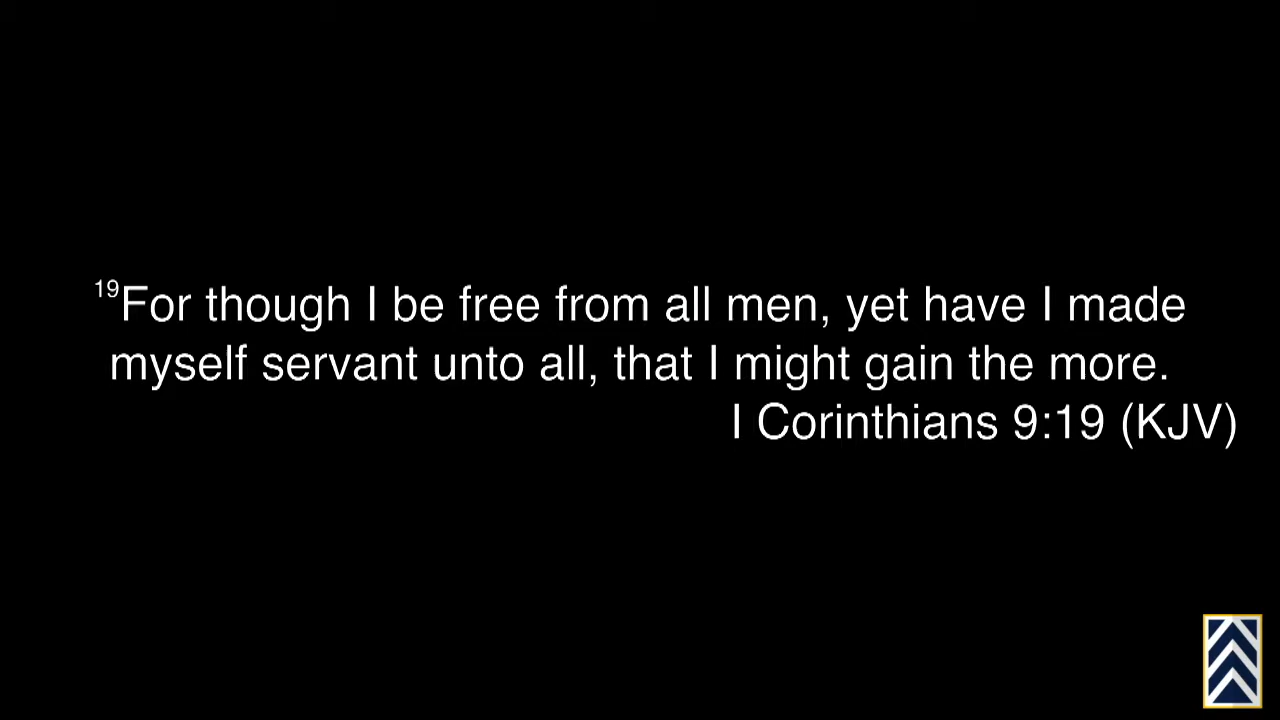 19For though I be free from all men, yet have I made
myself servant unto all, that I might gain the more.
I Corinthians 9:19 (KJV)